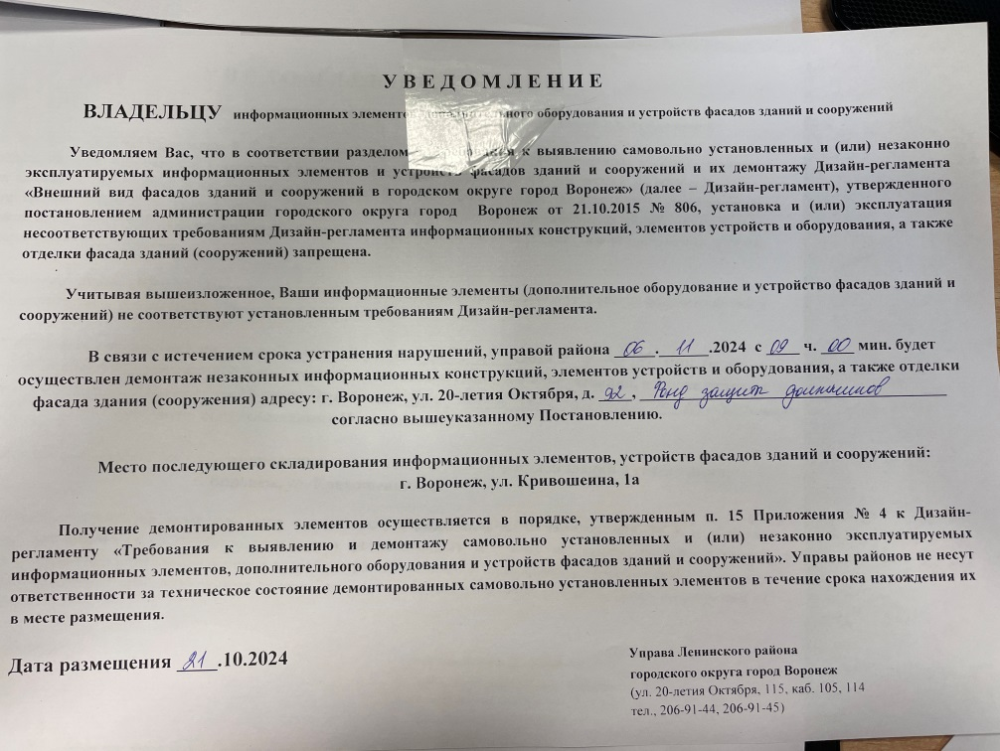 УВЕДОМЛЕНИЕ
ВЛАДЕЛЬЦУ информационных элементов оборудования и устройств фасадов зданий и сооружений
Уведомляем Вас, что в соответствии разделом к выявлению самовольно установленных и (или) незаконно
эксплуатируемых информационных элементов и устройств фасадов зданий и сооружений и их демонтажу Дизайн-регламента
«Внешний вид фасадов зданий и сооружений в городском округе город Воронеж» (далее – Дизайн-регламент), утвержденного
постановлением администрации городского округа город Воронеж от 21.10.2015 № 806, установка и (или) эксплуатация
несоответствующих требованиям Дизайн-регламента информационных конструкций, элементов устройств и оборудования, а также
отделки фасада зданий (сооружений) запрещена.
Учитывая вышеизложенное, Ваши информационные элементы (дополнительное оборудование и устройство фасадов зданий и
сооружений) не соответствуют установленным требованиям Дизайн-регламента.
В связи с истечением срока устранения нарушений, управой района 06 . 11 .2024 с 09 ч. 00 мин. будет
осуществлен демонтаж незаконных информационных конструкций, элементов устройств и оборудования, а также отделки
фасада здания (сооружения) адресу: г. Воронеж, ул. 20-летия Октября, д. 92, Фонд защит дольщиков
согласно вышеуказанному Постановлению.
Место последующего складирования информационных элементов, устройств фасадов зданий и сооружений:
г. Воронеж, ул. Кривошеина, 1а
Получение демонтированных элементов осуществляется в порядке, утвержденным п. 15 Приложения № 4 к Дизайн-
регламенту «Требования к выявлению и демонтажу самовольно установленных и (или) незаконно эксплуатируемых
информационных элементов, дополнительного оборудования и устройств фасадов зданий и сооружений». Управы районов не несут
ответственности за техническое состояние демонтированных самовольно установленных элементов в течение срока нахождения их
в месте размещения.
Дата размещения 21 .10.2024
Управа Ленинского района
городского округа город Воронеж
(ул. 20-летия Октября, 115, каб. 105, 114
тел., 206-91-44, 206-91-45)